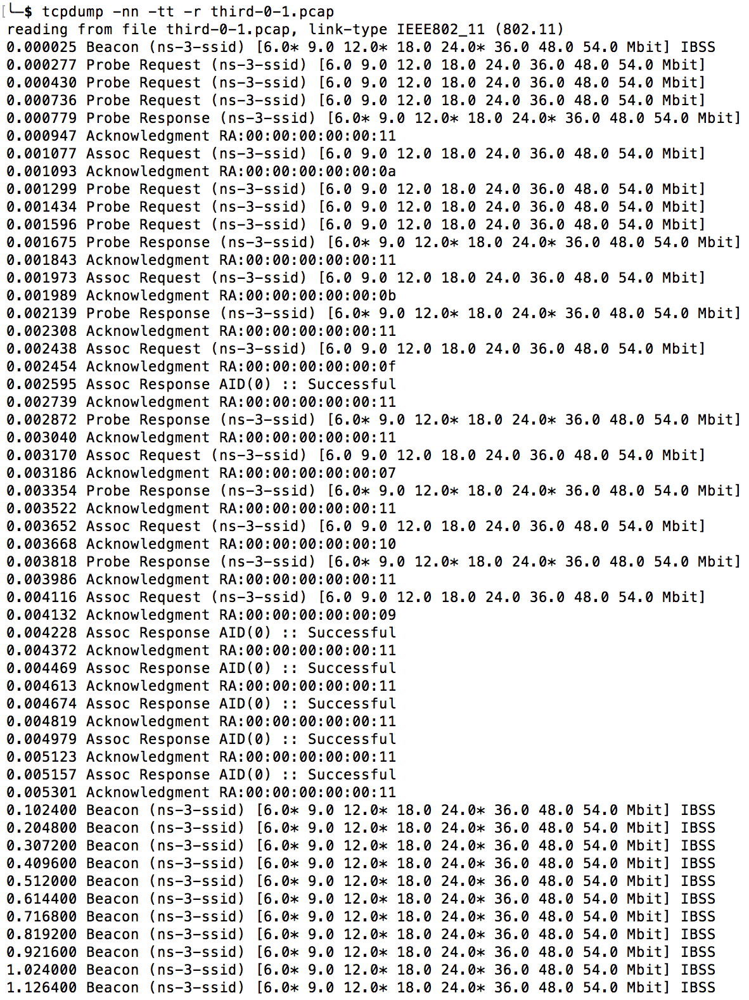 [╰─$ tcpdump -nn -tt -r third-0-1.pcap
reading from file third-0-1.pcap, link-type IEEE802_11 (802.11)
0.000025 Beacon (ns-3-ssid) [6.0* 9.0 12.0* 18.0 24.0* 36.0 48.0 54.0 Mbit] IBSS
0.000277 Probe Request (ns-3-ssid) [6.0 9.0 12.0 18.0 24.0 36.0 48.0 54.0 Mbit]
0.000430 Probe Request (ns-3-ssid) [6.0 9.0 12.0 18.0 24.0 36.0 48.0 54.0 Mbit]
0.000736 Probe Request (ns-3-ssid) [6.0 9.0 12.0 18.0 24.0 36.0 48.0 54.0 Mbit]
0.000779 Probe Response (ns-3-ssid) [6.0* 9.0 12.0* 18.0 24.0* 36.0 48.0 54.0 Mbit]
0.000947 Acknowledgment RA:00:00:00:00:00:11
0.001077 Assoc Request (ns-3-ssid) [6.0 9.0 12.0 18.0 24.0 36.0 48.0 54.0 Mbit]
0.001093 Acknowledgment RA:00:00:00:00:00:0a
0.001299 Probe Request (ns-3-ssid) [6.0 9.0 12.0 18.0 24.0 36.0 48.0 54.0 Mbit]
0.001434 Probe Request (ns-3-ssid) [6.0 9.0 12.0 18.0 24.0 36.0 48.0 54.0 Mbit]
0.001596 Probe Request (ns-3-ssid) [6.0 9.0 12.0 18.0 24.0 36.0 48.0 54.0 Mbit]
0.001675 Probe Response (ns-3-ssid) [6.0* 9.0 12.0* 18.0 24.0* 36.0 48.0 54.0 Mbit]
0.001843 Acknowledgment RA:00:00:00:00:00:11
0.001973 Assoc Request (ns-3-ssid) [6.0 9.0 12.0 18.0 24.0 36.0 48.0 54.0 Mbit]
0.001989 Acknowledgment RA:00:00:00:00:00:0b
0.002139 Probe Response (ns-3-ssid) [6.0* 9.0 12.0* 18.0 24.0* 36.0 48.0 54.0 Mbit]
0.002308 Acknowledgment RA:00:00:00:00:00:11
0.002438 Assoc Request (ns-3-ssid) [6.0 9.0 12.0 18.0 24.0 36.0 48.0 54.0 Mbit]
0.002454 Acknowledgment RA:00:00:00:00:00:0f
0.002595 Assoc Response AID(0) :: Successful
0.002739 Acknowledgment RA:00:00:00:00:00:11
0.002872 Probe Response (ns-3-ssid) [6.0* 9.0 12.0* 18.0 24.0* 36.0 48.0 54.0 Mbit]
0.003040 Acknowledgment RA:00:00:00:00:00:11
0.003170 Assoc Request (ns-3-ssid) [6.0 9.0 12.0 18.0 24.0 36.0 48.0 54.0 Mbit]
0.003186 Acknowledgment RA:00:00:00:00:00:07
0.003354 Probe Response (ns-3-ssid) [6.0* 9.0 12.0* 18.0 24.0* 36.0 48.0 54.0 Mbit]
0.003522 Acknowledgment RA:00:00:00:00:00:11
0.003652 Assoc Request (ns-3-ssid) [6.0 9.0 12.0 18.0 24.0 36.0 48.0 54.0 Mbit]
0.003668 Acknowledgment RA:00:00:00:00:00:10
0.003818 Probe Response (ns-3-ssid) [6.0* 9.0 12.0* 18.0 24.0* 36.0 48.0 54.0 Mbit]
0.003986 Acknowledgment RA:00:00:00:00:00:11
0.004116 Assoc Request (ns-3-ssid) [6.0 9.0 12.0 18.0 24.0 36.0 48.0 54.0 Mbit]
0.004132 Acknowledgment RA:00:00:00:00:00:09
0.004228 Assoc Response AID(0) :: Successful
0.004372 Acknowledgment RA:00:00:00:00:00:11
0.004469 Assoc Response AID(0) :: Successful
0.004613 Acknowledgment RA:00:00:00:00:00:11
0.004674 Assoc Response AID(0) :: Successful
0.004819 Acknowledgment RA:00:00:00:00:00:11
0.004979 Assoc Response AID(0) :: Successful
0.005123 Acknowledgment RA:00:00:00:00:00:11
0.005157 Assoc Response AID(0) :: Successful
0.005301 Acknowledgment RA:00:00:00:00:00:11
0.102400 Beacon (ns-3-ssid) [6.0* 9.0 12.0* 18.0 24.0* 36.0 48.0 54.0 Mbit] IBSS
0.204800 Beacon (ns-3-ssid) [6.0* 9.0 12.0* 18.0 24.0* 36.0 48.0 54.0 Mbit] IBSS
0.307200 Beacon (ns-3-ssid) [6.0* 9.0 12.0* 18.0 24.0* 36.0 48.0 54.0 Mbit] IBSS
0.409600 Beacon (ns-3-ssid) [6.0* 9.0 12.0* 18.0 24.0* 36.0 48.0 54.0 Mbit] IBSS
0.512000 Beacon (ns-3-ssid) [6.0* 9.0 12.0* 18.0 24.0* 36.0 48.0 54.0 Mbit] IBSS
0.614400 Beacon (ns-3-ssid) [6.0* 9.0 12.0* 18.0 24.0* 36.0 48.0 54.0 Mbit] IBSS
0.716800 Beacon (ns-3-ssid) [6.0* 9.0 12.0* 18.0 24.0* 36.0 48.0 54.0 Mbit] IBSS
0.819200 Beacon (ns-3-ssid) [6.0* 9.0 12.0* 18.0 24.0* 36.0 48.0 54.0 Mbit] IBSS
0.921600 Beacon (ns-3-ssid) [6.0* 9.0 12.0* 18.0 24.0* 36.0 48.0 54.0 Mbit] IBSS
1.024000 Beacon (ns-3-ssid) [6.0* 9.0 12.0* 18.0 24.0* 36.0 48.0 54.0 Mbit] IBSS
1.126400 Beacon (ns-3-ssid) [6.0* 9.0 12.0* 18.0 24.0* 36.0 48.0 54.0 Mbit] IBSS